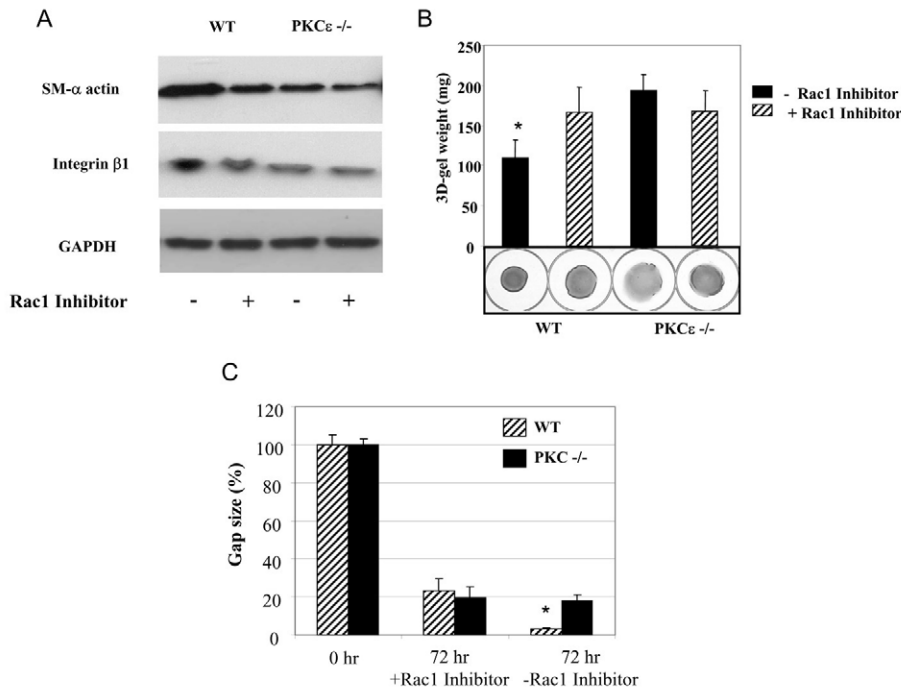 A
WT PKCε -/-
SM-α actin
Integrin β1
GAPDH
Rac1 Inhibitor - + - +
B
3D-gel weight (mg)
250
200
150
100
50
0
*
- Rac1 Inhibitor
+ Rac1 Inhibitor
WT PKCε -/-
C
Gap size (%)
120
100
80
60
40
20
0
WT
PKC -/-
*
0 hr 72 hr 72 hr
+Rac1 Inhibitor -Rac1 Inhibitor